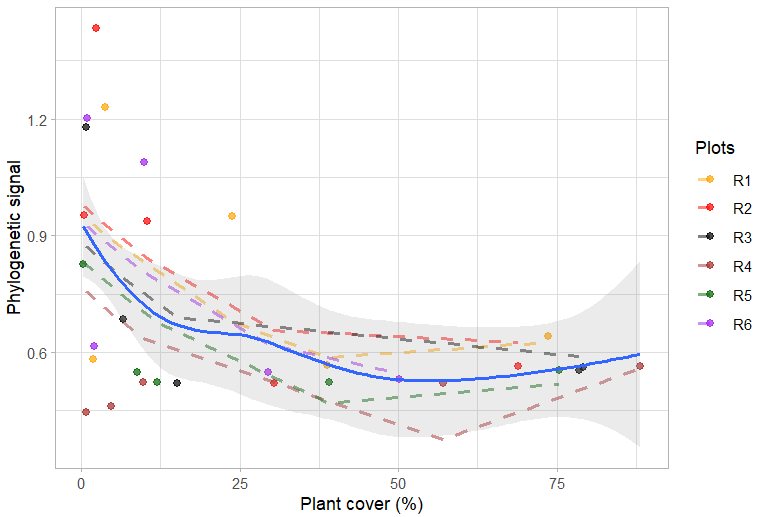 Phylogenetic signal
1.2
0.9
0.6
0
25
50
75
Plant cover (%)
Plots
R1
R2
R3
R4
R5
R6